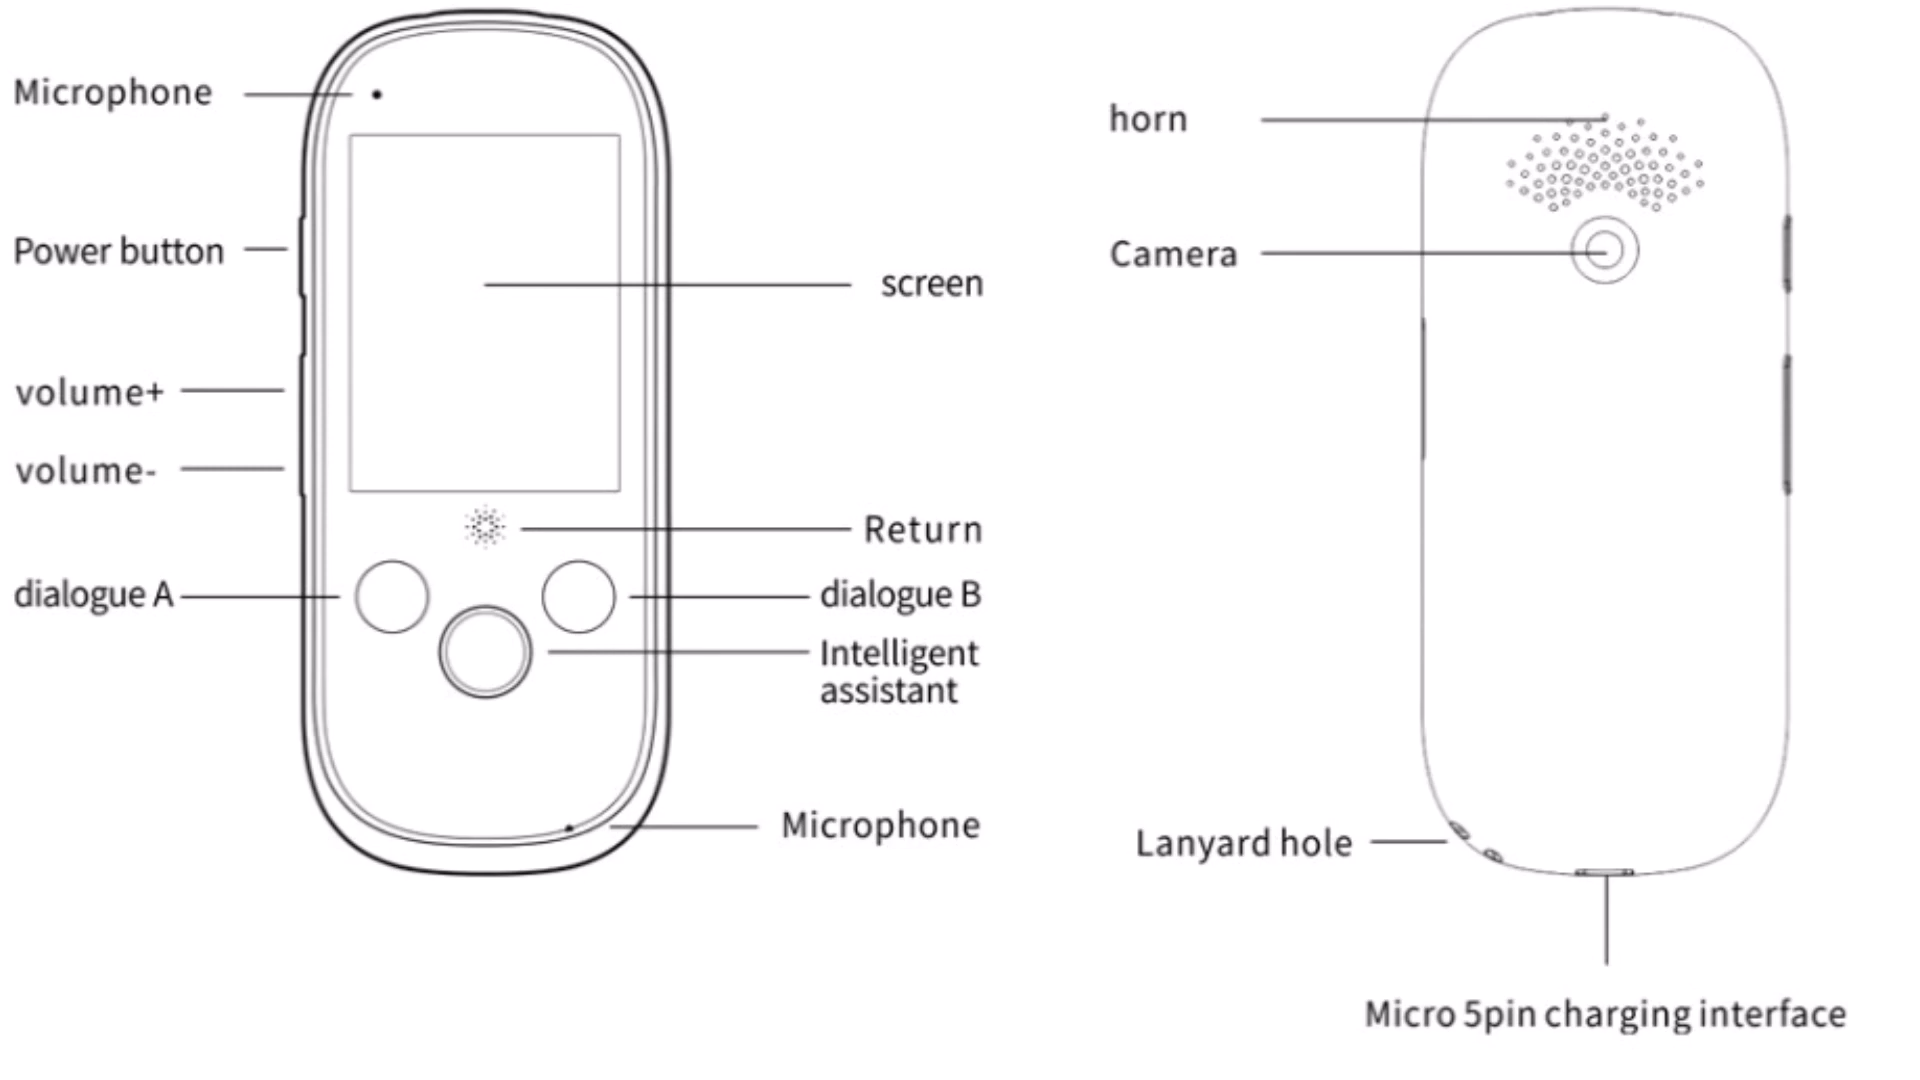 Microphone
Power button
volume+
volume-
dialogue A
screen
Return
dialogue B
Intelligent
assistant
Microphone
horn
Camera
Lanyard hole
Micro 5pin charging interface